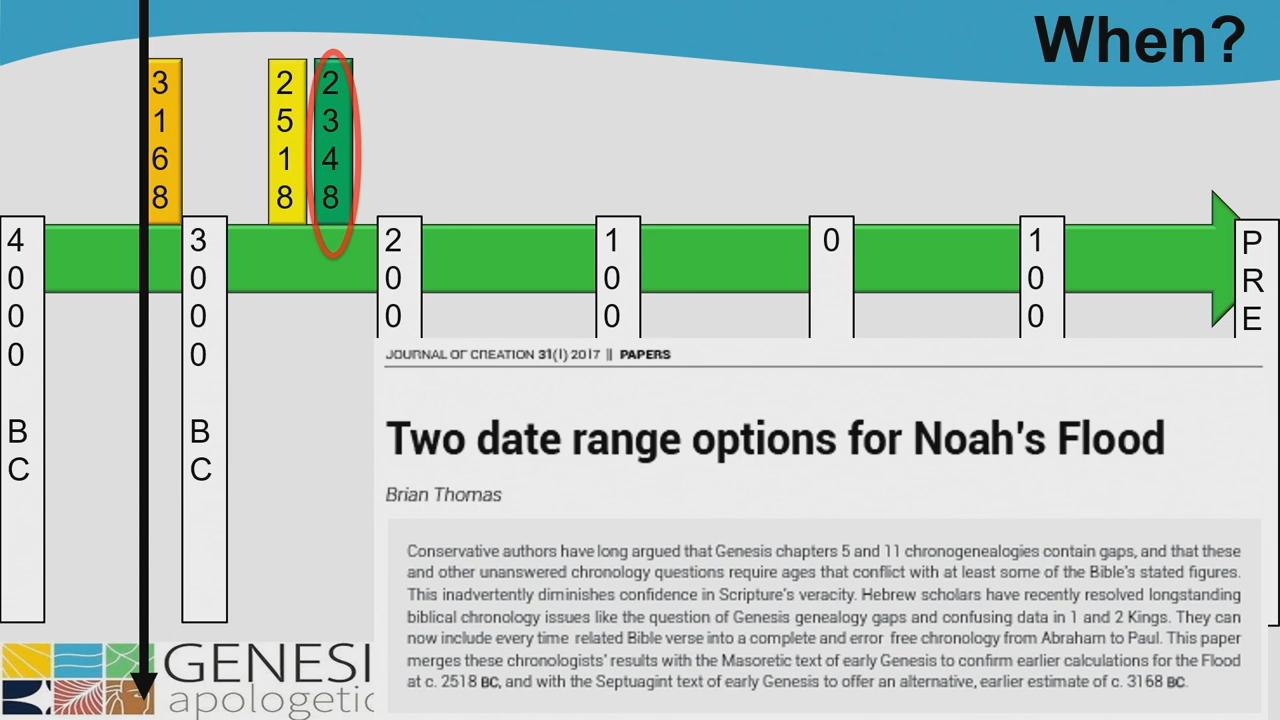 When?
3168
2518
2348
4000 BC
3000 BC
200
100
0
100
PRE
JOURNAL OF CREATION 31(1) 2017 || PAPERS
Two date range options for Noah's Flood
Brian Thomas
Conservative authors have long argued that Genesis chapters 5 and 11 chronogenealogies contain gaps, and that these
and other unanswered chronology questions require ages that conflict with at least some of the Bible's stated figures.
This inadvertently diminishes confidence in Scripture's veracity. Hebrew scholars have recently resolved longstanding
biblical chronology issues like the question of Genesis genealogy gaps and confusing data in 1 and 2 Kings. They can
now include every time related Bible verse into a complete and error free chronology from Abraham to Paul. This paper
merges these chronologists' results with the Masoretic text of early Genesis to confirm earlier calculations for the Flood
at c. 2518 BC, and with the Septuagint text of early Genesis to offer an alternative, earlier estimate of c. 3168 BC.
GENESI
apologetic